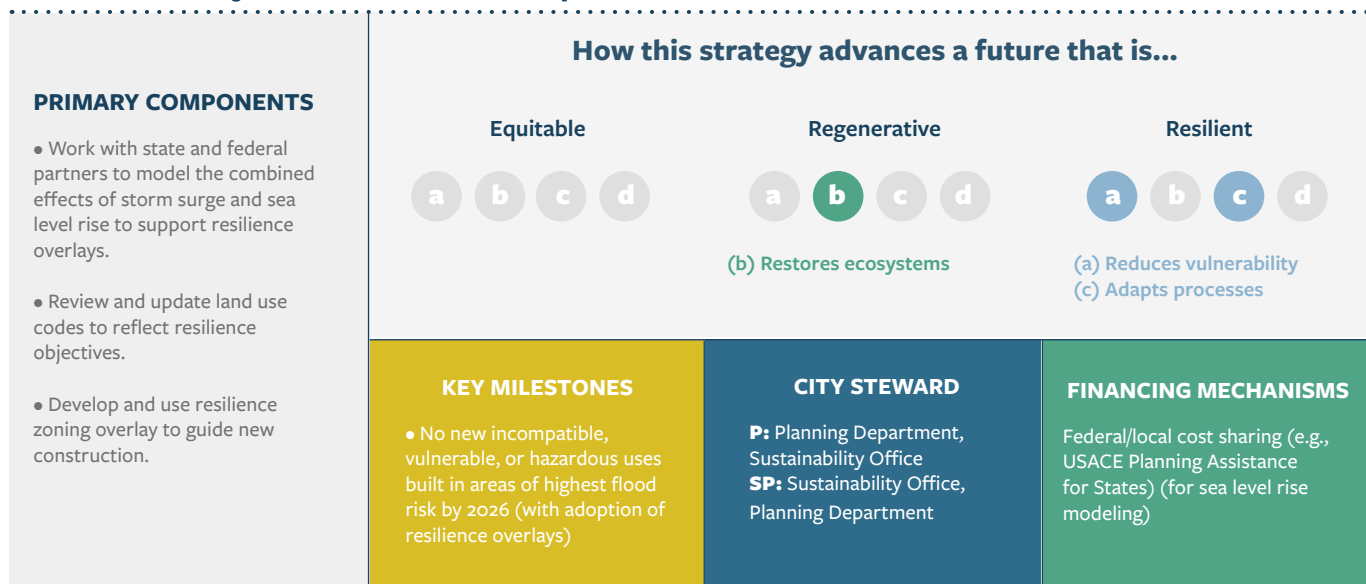 PRIMARY COMPONENTS
• Work with state and federal
partners to model the combined
effects of storm surge and sea
level rise to support resilience
overlays.
• Review and update land use
codes to reflect resilience
objectives.
• Develop and use resilience
zoning overlay to guide new
construction.
How this strategy advances a future that is...
Equitable
a b c d
Regenerative
a b c d
(b) Restores ecosystems
Resilient
a b c d
(a) Reduces vulnerability
(c) Adapts processes
KEY MILESTONES
• No new incompatible,
vulnerable, or hazardous uses
built in areas of highest flood
risk by 2026 (with adoption of
resilience overlays)
CITY STEWARD
P: Planning Department,
Sustainability Office
SP: Sustainability Office,
Planning Department
FINANCING MECHANISMS
Federal/local cost sharing (e.g.,
USACE Planning Assistance
for States) (for sea level rise
modeling)